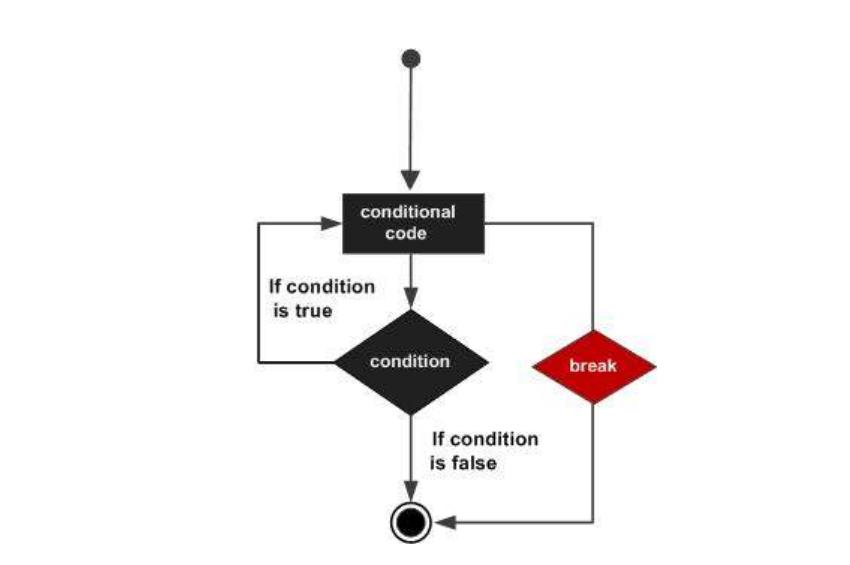 conditional
code
If condition
is true
condition
break
If condition
is false